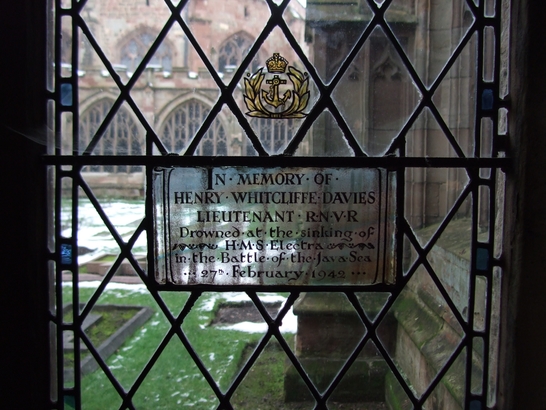 IN · MEMORY · OF ·
HENRY · WHITCLIFFE · DAVIES
LIEUTENANT · R·N·V·R
Drowned · at · the · sinking · of
H·M·S · Electra
in · the · Battle · of · the · Java · Sea
··· 27th · February · 1942 ···